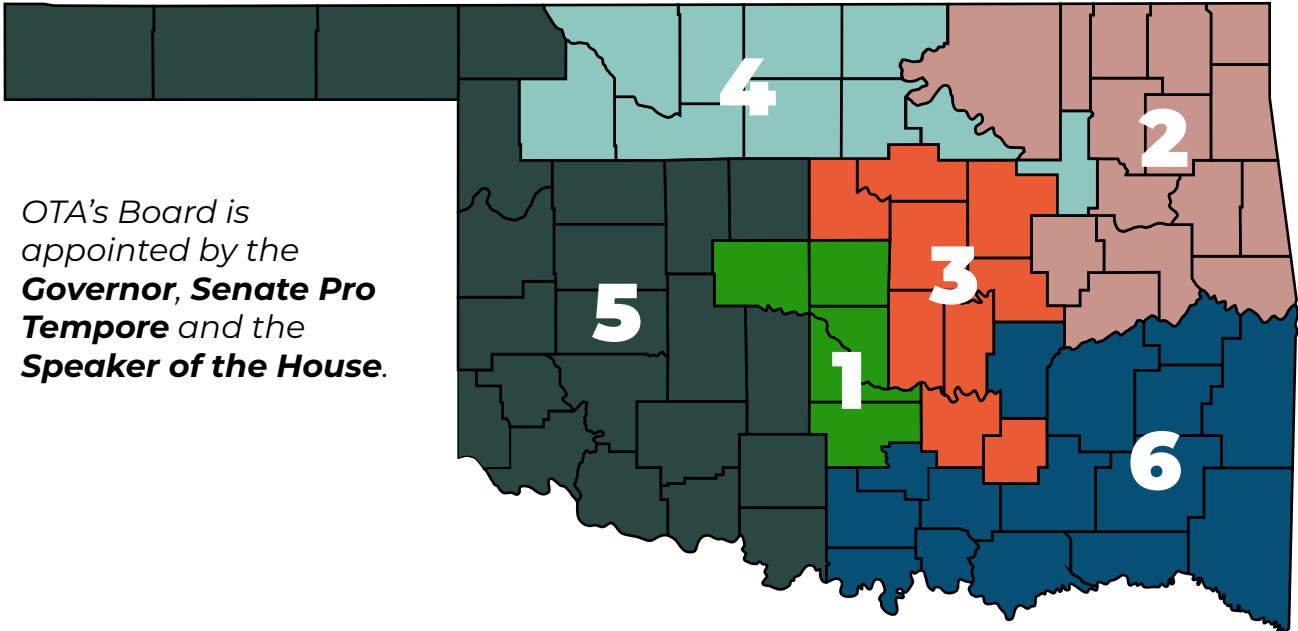 4
2
OTA’s Board is
appointed by the
Governor, Senate Pro
Tempore and the
Speaker of the House.
3
5
1
6